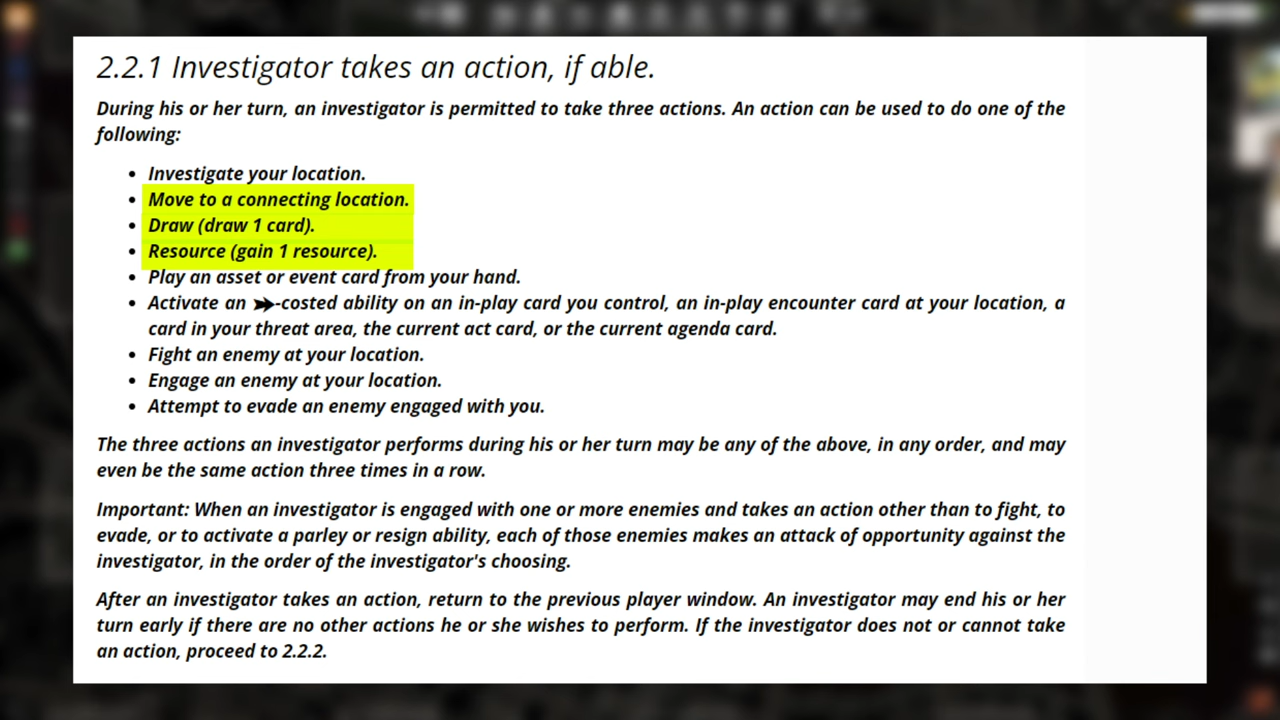 2.2.1 Investigator takes an action, if able.
During his or her turn, an investigator is permitted to take three actions. An action can be used to do one of the
following:
• Investigate your location.
• Move to a connecting location.
• Draw (draw 1 card).
• Resource (gain 1 resource).
• Play an asset or event card from your hand.
• Activate an -costed ability on an in-play card you control, an in-play encounter card at your location, a
card in your threat area, the current act card, or the current agenda card.
• Fight an enemy at your location.
• Engage an enemy at your location.
• Attempt to evade an enemy engaged with you.
The three actions an investigator performs during his or her turn may be any of the above, in any order, and may
even be the same action three times in a row.
Important: When an investigator is engaged with one or more enemies and takes an action other than to fight, to
evade, or to activate a parley or resign ability, each of those enemies makes an attack of opportunity against the
investigator, in the order of the investigator's choosing.
After an investigator takes an action, return to the previous player window. An investigator may end his or her
turn early if there are no other actions he or she wishes to perform. If the investigator does not or cannot take
an action, proceed to 2.2.2.